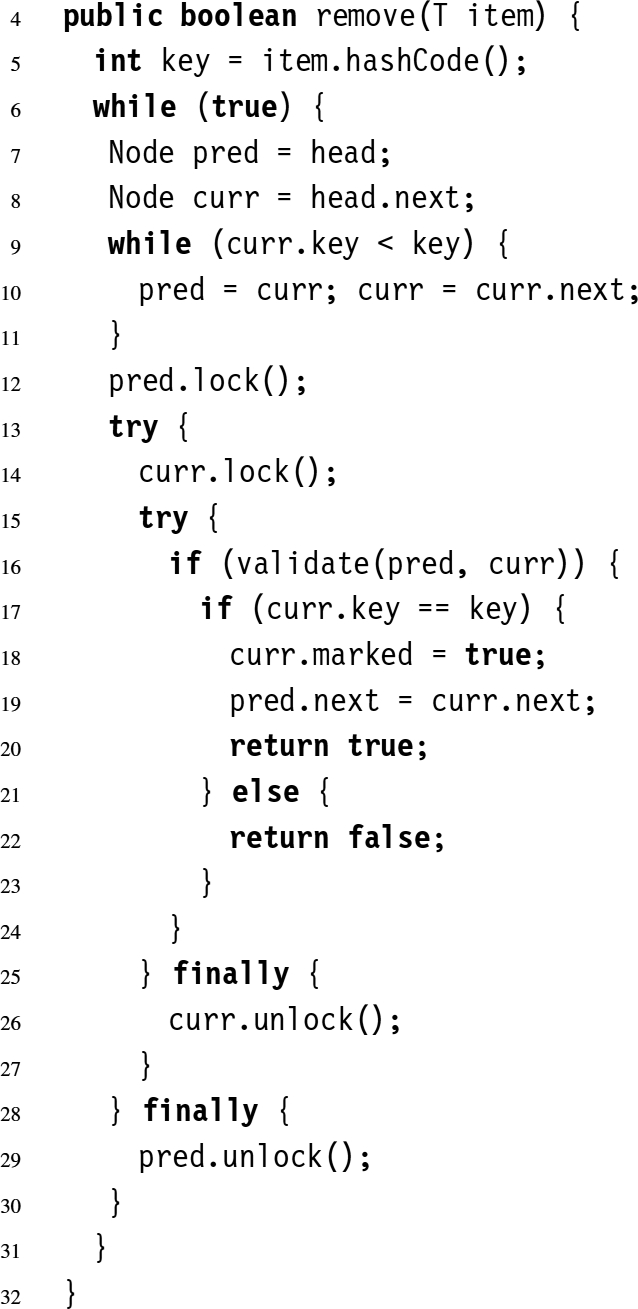 4 public boolean remove(T item) {
5 int key = item.hashCode();
6 while (true) {
7 Node pred = head;
8 Node curr = head.next;
9 while (curr.key < key) {
10 pred = curr; curr = curr.next;
11 }
12 pred.lock();
13 try {
14 curr.lock();
15 try {
16 if (validate(pred, curr)) {
17 if (curr.key == key) {
18 curr.marked = true;
19 pred.next = curr.next;
20 return true;
21 } else {
22 return false;
23 }
24 }
25 } finally {
26 curr.unlock();
27 }
28 } finally {
29 pred.unlock();
30 }
31 }
32 }